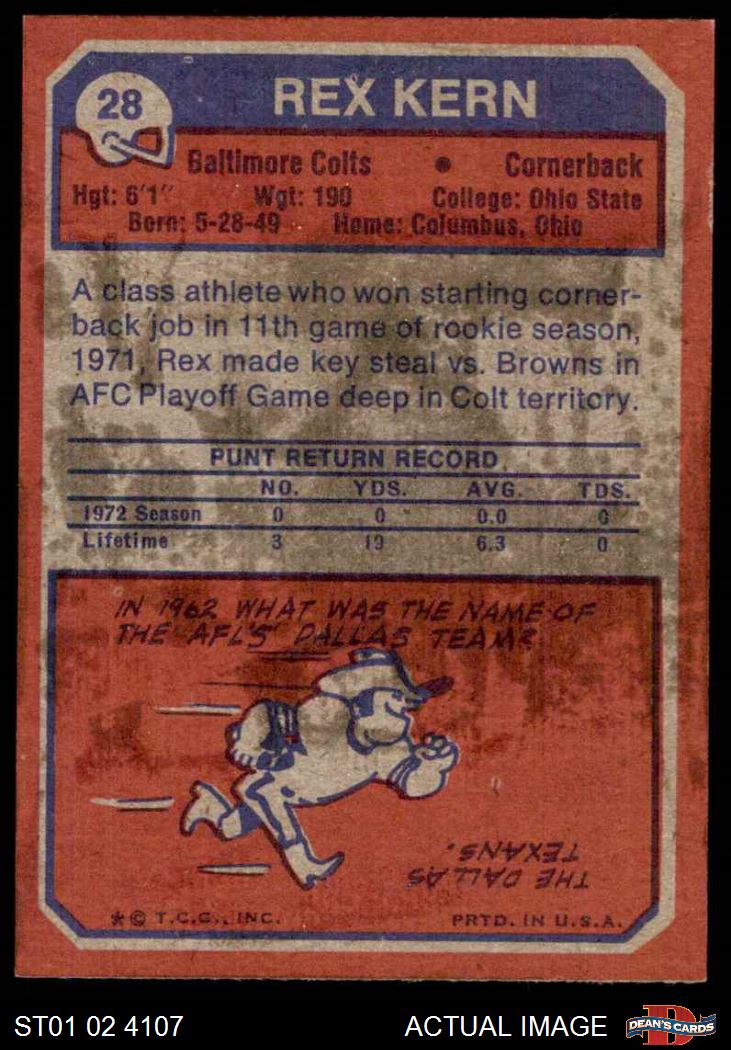 28
REX KERN
Baltimore Colts • Cornerback
Hgt: 6'1" Wgt: 190 College: Ohio State
Born: 5-28-49 Home: Columbus, Ohio
A class athlete who won starting corner-
back job in 11th game of rookie season,
1971, Rex made key steal vs. Browns in
AFC Playoff Game deep in Colt territory.
PUNT RETURN RECORD
NO. YDS. AVG. TDS.
1972 Season 0 0 0.0 0
Lifetime 3 19 6.3 0
IN 1962 WHAT WAS THE NAME OF
THE AFL'S DALLAS TEAM?
THE DALLAS
TEXANS.
* © T.C.G., INC. PRTD. IN U.S.A.
ST01 02 4107 ACTUAL IMAGE
D
DEAN'S CARDS